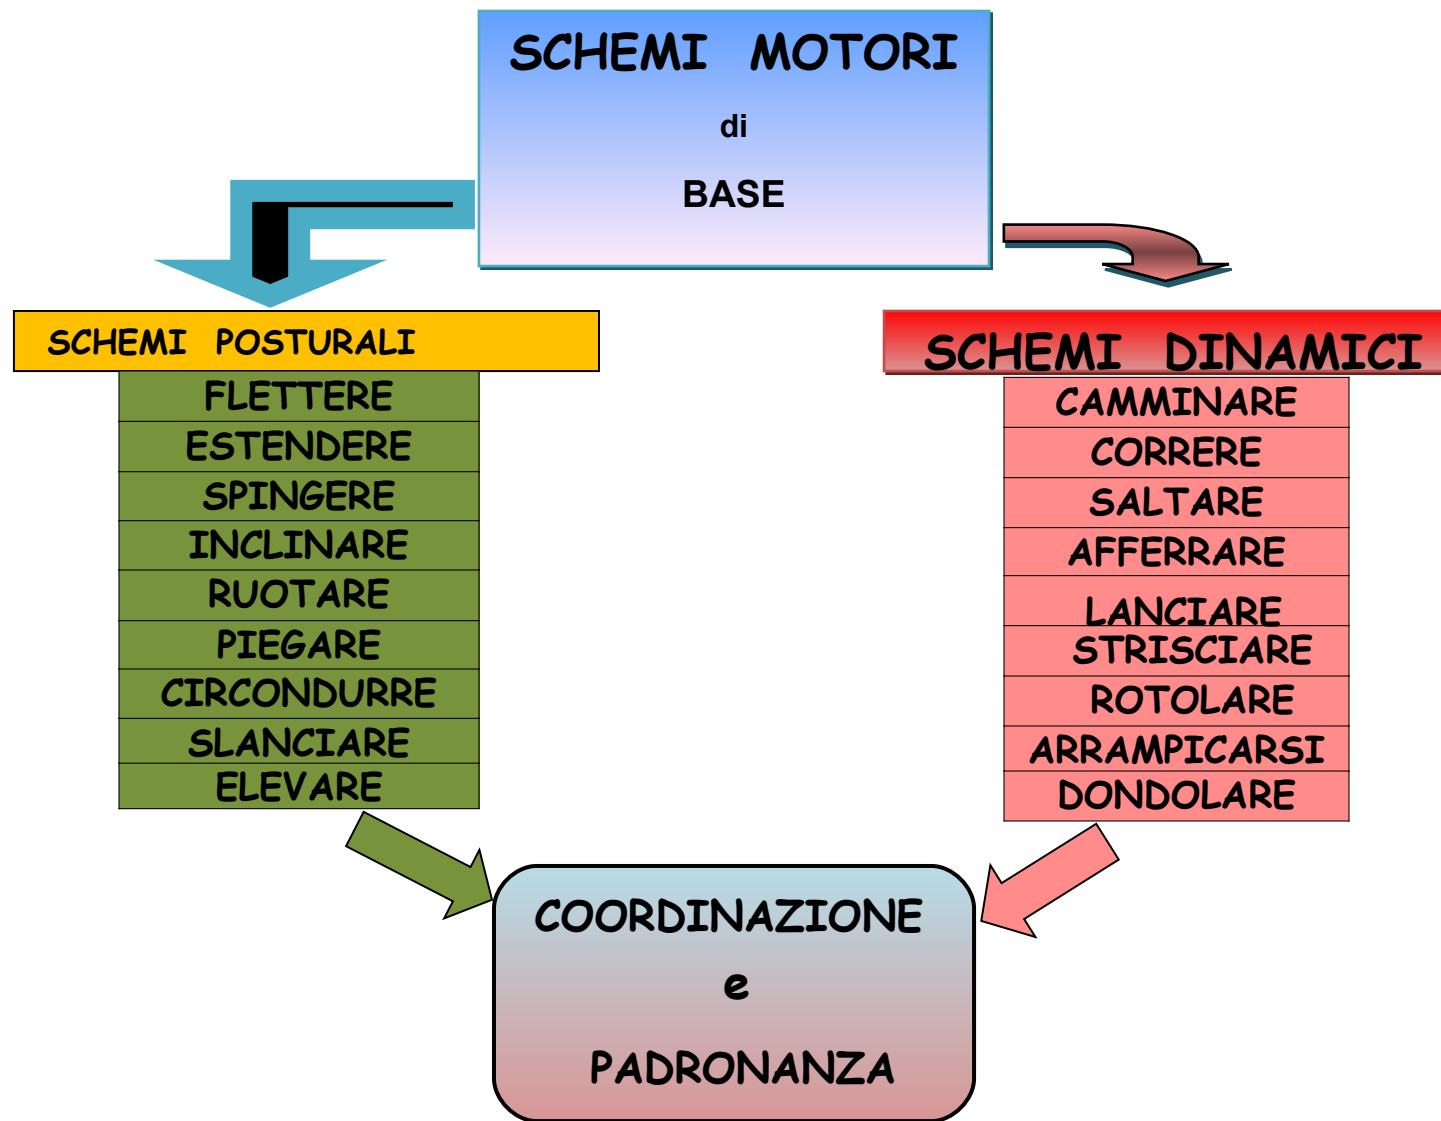 SCHEMI MOTORI
di
BASE
SCHEMI POSTURALI
FLETTERE
ESTENDERE
SPINGERE
INCLINARE
RUOTARE
PIEGARE
CIRCONDURRE
SLANCIARE
ELEVARE
SCHEMI DINAMICI
CAMMINARE
CORRERE
SALTARE
AFFERRARE
LANCIARE
STRISCIARE
ROTOLARE
ARRAMPICARSI
DONDOLARE
COORDINAZIONE
e
PADRONANZA